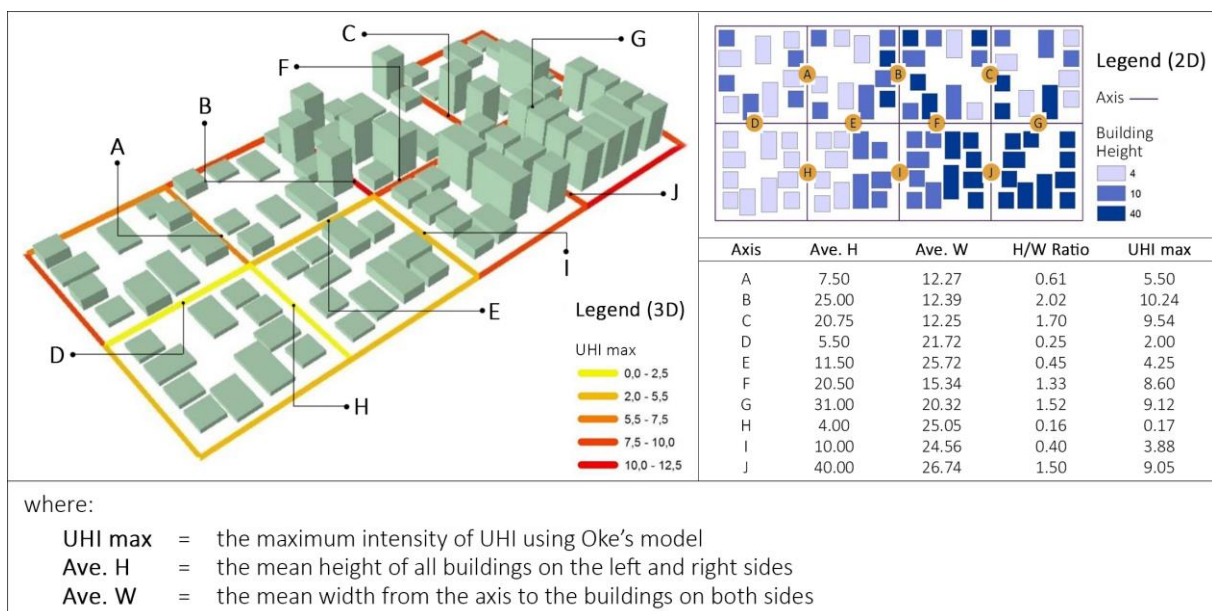 C
G
F
B
A
J
I
E
D
H
Legend (3D)
UHI max
0,0 - 2,5
2,0 - 5,5
5,5 - 7,5
7,5 - 10,0
10,0 - 12,5
A
B
C
D
E
F
G
H
I
J
Legend (2D)
Axis
Building
Height
4
10
40
Axis Ave. H Ave. W H/W Ratio UHI max
A 7.50 12.27 0.61 5.50
B 25.00 12.39 2.02 10.24
C 20.75 12.25 1.70 9.54
D 5.50 21.72 0.25 2.00
E 11.50 25.72 0.45 4.25
F 20.50 15.34 1.33 8.60
G 31.00 20.32 1.52 9.12
H 4.00 25.05 0.16 0.17
I 10.00 24.56 0.40 3.88
J 40.00 26.74 1.50 9.05
where:
UHI max = the maximum intensity of UHI using Oke's model
Ave. H = the mean height of all buildings on the left and right sides
Ave. W = the mean width from the axis to the buildings on both sides